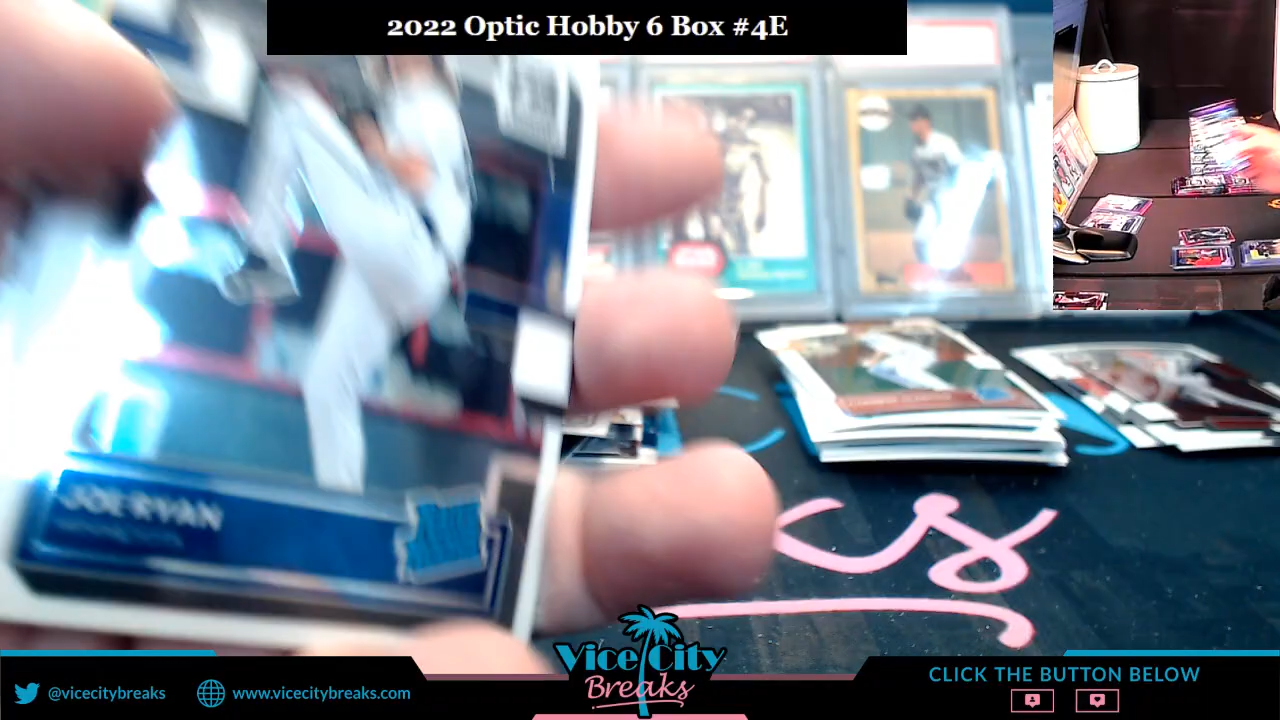 2022 Optic Hobby 6 Box #4E
JOE RYAN
cs
Vice City
Breaks
@vicecitybreaks
www.vicecitybreaks.com
CLICK THE BUTTON BELOW